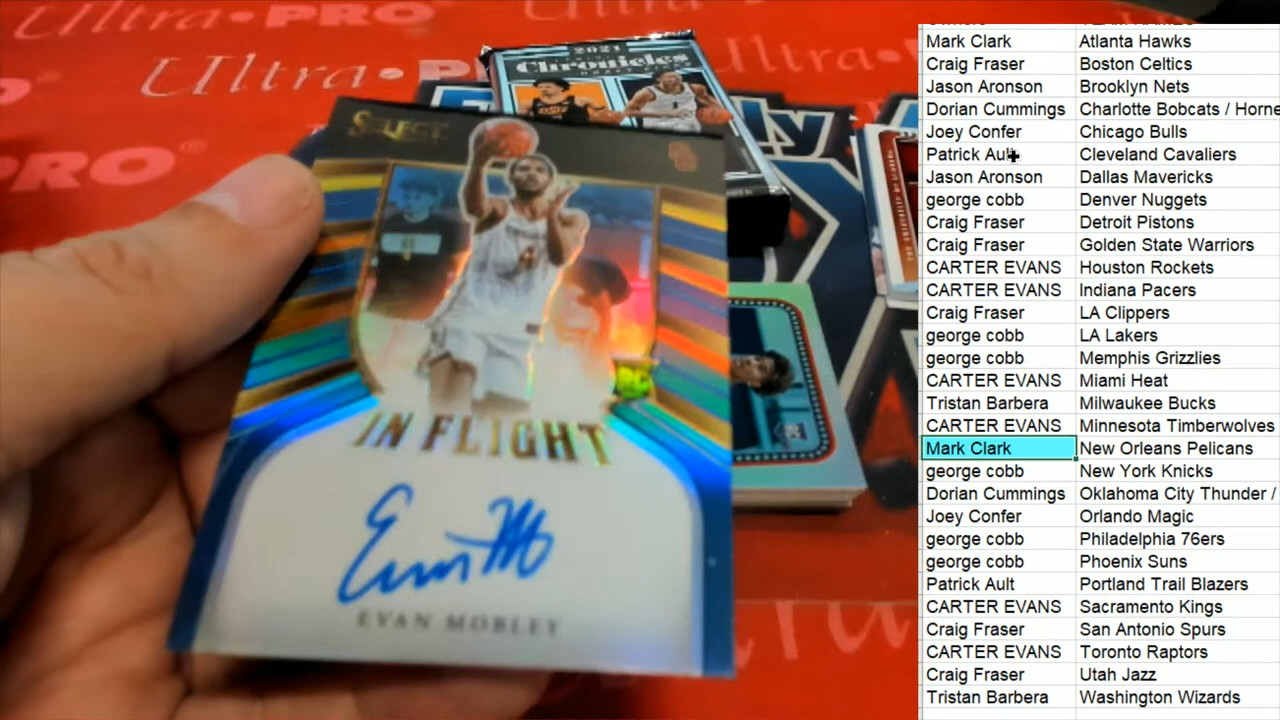 Ultra•PRO
Ultra•PRO
PRO
2021
Chronicles
SELECT
RC
IN FLIGHT
EVAN MOBLEY
Mark Clark Atlanta Hawks
Craig Fraser Boston Celtics
Jason Aronson Brooklyn Nets
Dorian Cummings Charlotte Bobcats / Horne
Joey Confer Chicago Bulls
Patrick Ault Cleveland Cavaliers
Jason Aronson Dallas Mavericks
george cobb Denver Nuggets
Craig Fraser Detroit Pistons
Craig Fraser Golden State Warriors
CARTER EVANS Houston Rockets
CARTER EVANS Indiana Pacers
Craig Fraser LA Clippers
george cobb LA Lakers
george cobb Memphis Grizzlies
CARTER EVANS Miami Heat
Tristan Barbera Milwaukee Bucks
CARTER EVANS Minnesota Timberwolves
Mark Clark New Orleans Pelicans
george cobb New York Knicks
Dorian Cummings Oklahoma City Thunder /
Joey Confer Orlando Magic
george cobb Philadelphia 76ers
george cobb Phoenix Suns
Patrick Ault Portland Trail Blazers
CARTER EVANS Sacramento Kings
Craig Fraser San Antonio Spurs
CARTER EVANS Toronto Raptors
Craig Fraser Utah Jazz
Tristan Barbera Washington Wizards